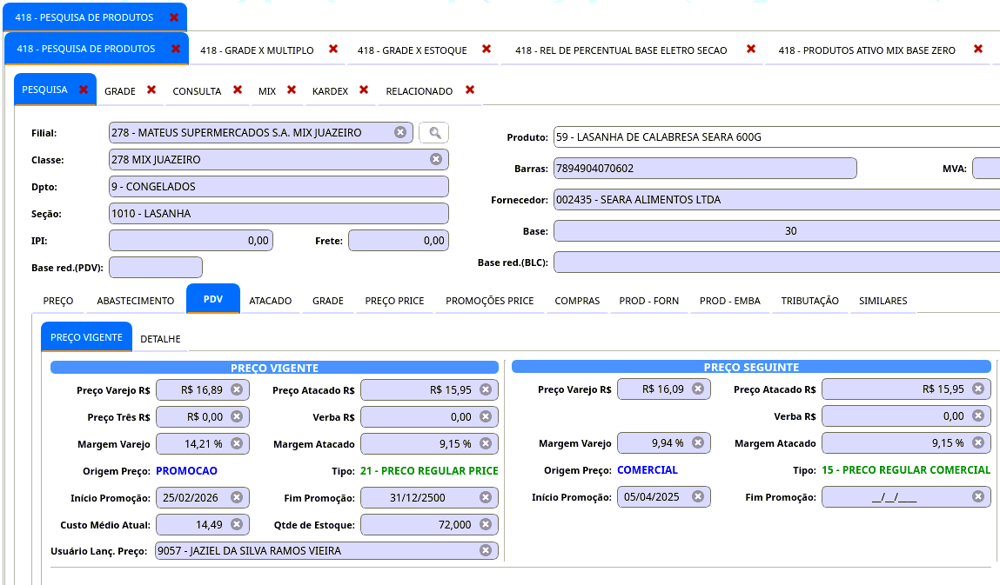 418 - PESQUISA DE PRODUTOS
418 - PESQUISA DE PRODUTOS 418 - GRADE X MULTIPLO 418 - GRADE X ESTOQUE 418 - REL DE PERCENTUAL BASE ELETRO SECAO 418 - PRODUTOS ATIVO MIX BASE ZERO
PESQUISA GRADE CONSULTA MIX KARDEX RELACIONADO
Filial: 278 - MATEUS SUPERMERCADOS S.A. MIX JUAZEIRO
Classe: 278 MIX JUAZEIRO
Dpto: 9 - CONGELADOS
Seção: 1010 - LASANHA
IPI: 0,00 Frete: 0,00
Base red.(PDV):
Produto: 59 - LASANHA DE CALABRESA SEARA 600G
Barras: 7894904070602 MVA:
Fornecedor: 002435 - SEARA ALIMENTOS LTDA
Base: 30
Base red.(BLC):
PREÇO ABASTECIMENTO PDV ATACADO GRADE PREÇO PRICE PROMOÇÕES PRICE COMPRAS PROD - FORN PROD - EMBA TRIBUTAÇÃO SIMILARES
PREÇO VIGENTE DETALHE
PREÇO VIGENTE
Preço Varejo R$ R$ 16,89 Preço Atacado R$ R$ 15,95
Preço Três R$ R$ 0,00 Verba R$ 0,00
Margem Varejo 14,21 % Margem Atacado 9,15 %
Origem Preço: PROMOCAO Tipo: 21 - PRECO REGULAR PRICE
Início Promoção: 25/02/2026 Fim Promoção: 31/12/2500
Custo Médio Atual: 14,49 Qtde de Estoque: 72,000
Usuário Lanç. Preço: 9057 - JAZIEL DA SILVA RAMOS VIEIRA
PREÇO SEGUINTE
Preço Varejo R$ R$ 16,09 Preço Atacado R$ R$ 15,95
Verba R$ 0,00
Margem Varejo 9,94 % Margem Atacado 9,15 %
Origem Preço: COMERCIAL Tipo: 15 - PRECO REGULAR COMERCIAL
Início Promoção: 05/04/2025 Fim Promoção: __/__/____